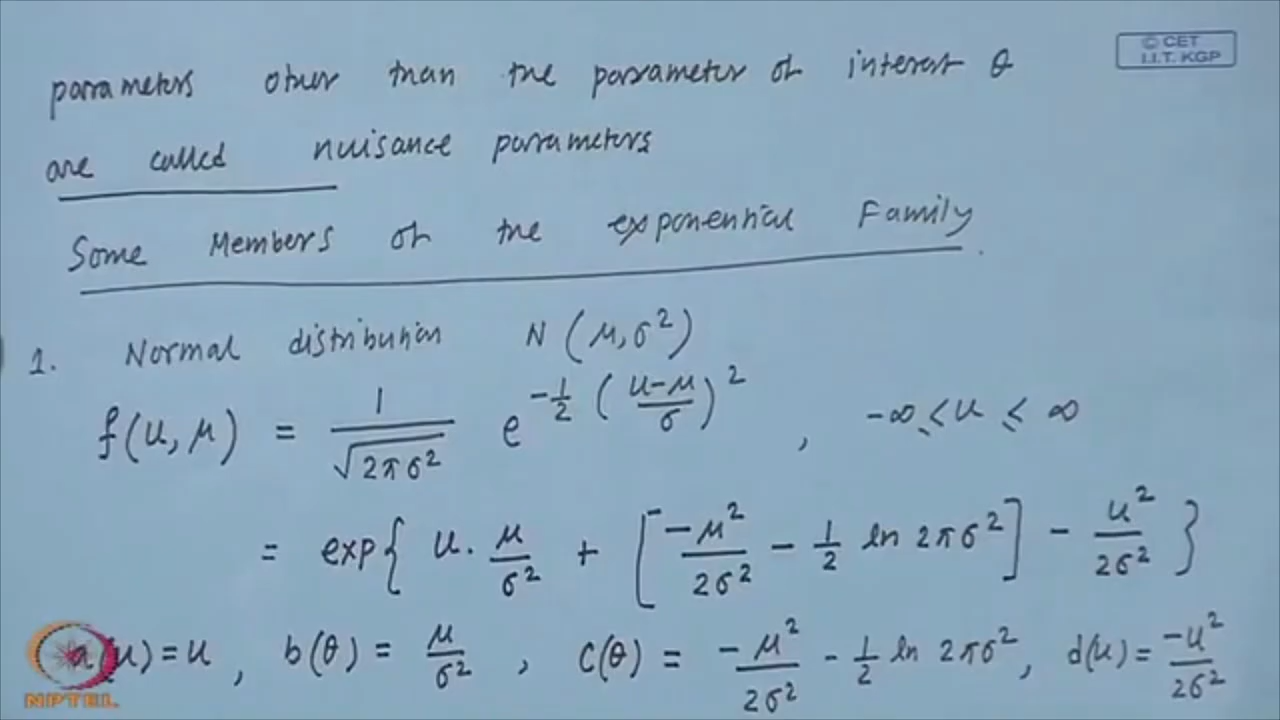 © CET
I.I.T. KGP
parameters other than the parameter of interest θ
are called nuisance parameters
Some Members of the exponential Family.
1. Normal distribution N(μ,σ²)
f(u,μ) = 1/√(2πσ²) e^{-1/2 ((u-μ)/σ)²} , -∞ ≤ u ≤ ∞
= exp{ u · μ/σ² + [ -μ²/2σ² - 1/2 ln 2πσ² ] - u²/2σ² }
a(u) = u , b(θ) = μ/σ² , c(θ) = -μ²/2σ² - 1/2 ln 2πσ² , d(u) = -u²/2σ²
NPTEL